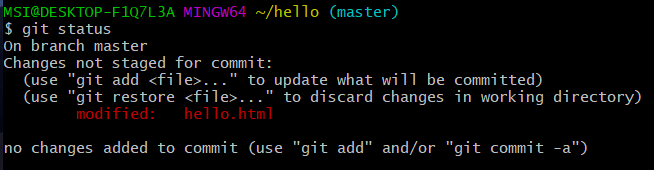 MSI@DESKTOP-F1Q7L3A MINGW64 ~/hello (master)
$ git status
On branch master
Changes not staged for commit:
  (use "git add <file>..." to update what will be committed)
  (use "git restore <file>..." to discard changes in working directory)
        modified:   hello.html

no changes added to commit (use "git add" and/or "git commit -a")